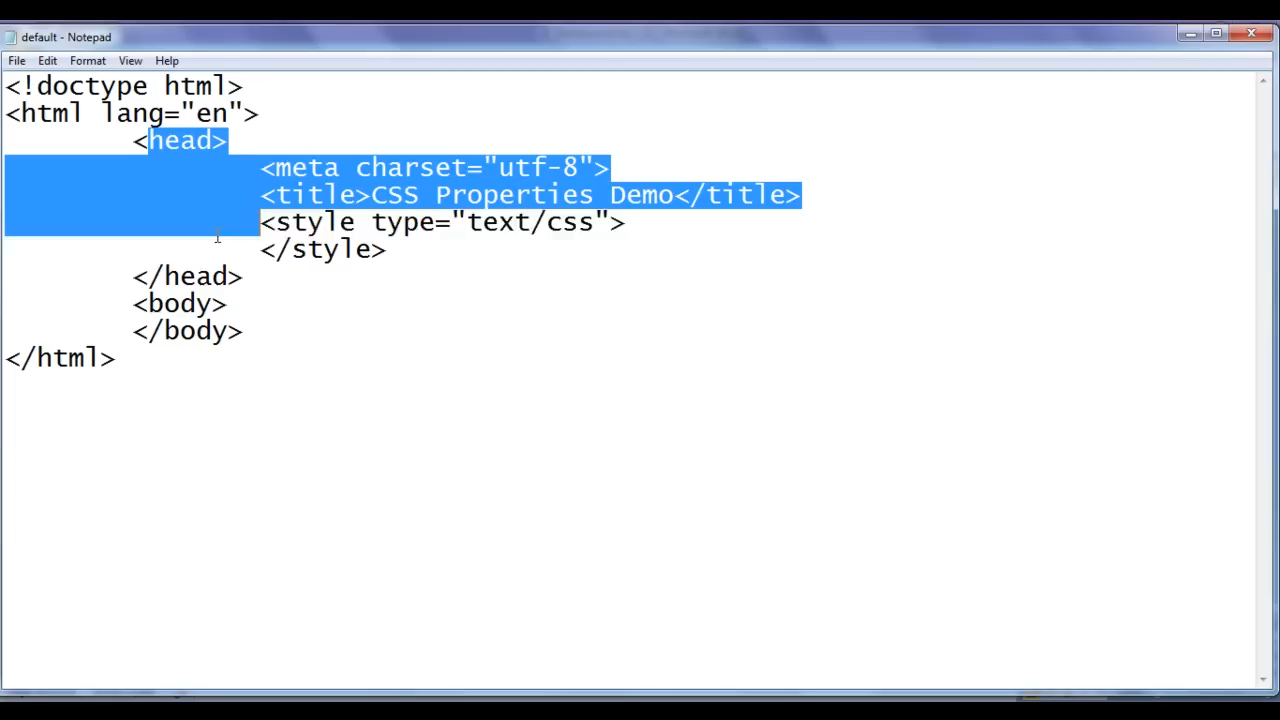 default - Notepad
File Edit Format View Help
<!doctype html>
<html lang="en">
<head>
<meta charset="utf-8">
<title>CSS Properties Demo</title>
<style type="text/css">
</style>
</head>
<body>
</body>
</html>